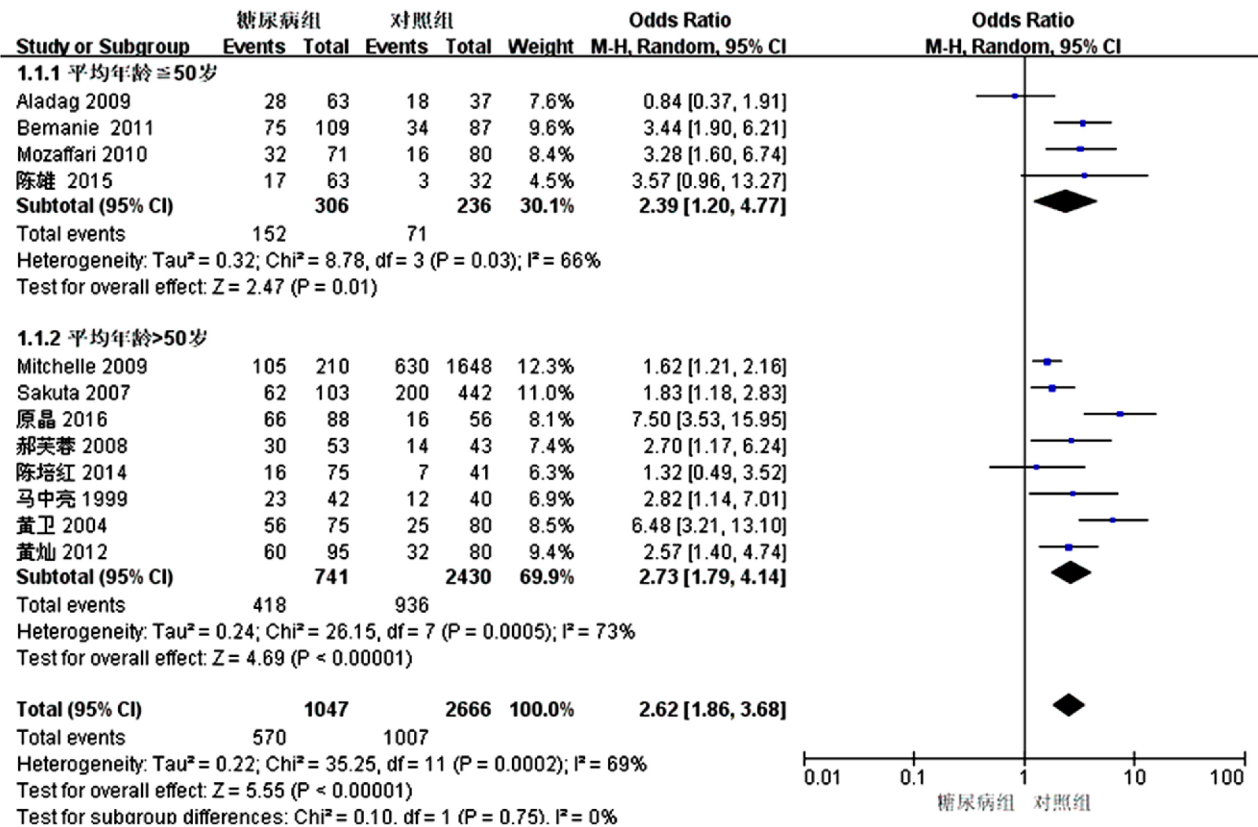 糖尿病组 对照组 Odds Ratio Odds Ratio
Study or Subgroup Events Total Events Total Weight M-H, Random, 95% CI M-H, Random, 95% CI
1.1.1 平均年龄≦50岁
Aladag 2009 28 63 18 37 7.6% 0.84 [0.37, 1.91]
Bemanie 2011 75 109 34 87 9.6% 3.44 [1.90, 6.21]
Mozaffari 2010 32 71 16 80 8.4% 3.28 [1.60, 6.74]
陈雄 2015 17 63 3 32 4.5% 3.57 [0.96, 13.27]
Subtotal (95% CI) 306 236 30.1% 2.39 [1.20, 4.77]
Total events 152 71
Heterogeneity: Tau² = 0.32; Chi² = 8.78, df = 3 (P = 0.03); I² = 66%
Test for overall effect: Z = 2.47 (P = 0.01)
1.1.2 平均年龄>50岁
Mitchelle 2009 105 210 630 1648 12.3% 1.62 [1.21, 2.16]
Sakuta 2007 62 103 200 442 11.0% 1.83 [1.18, 2.83]
原晶 2016 66 88 16 56 8.1% 7.50 [3.53, 15.95]
郝芙蓉 2008 30 53 14 43 7.4% 2.70 [1.17, 6.24]
陈培红 2014 16 75 7 41 6.3% 1.32 [0.49, 3.52]
马中亮 1999 23 42 12 40 6.9% 2.82 [1.14, 7.01]
黄卫 2004 56 75 25 80 8.5% 6.48 [3.21, 13.10]
黄灿 2012 60 95 32 80 9.4% 2.57 [1.40, 4.74]
Subtotal (95% CI) 741 2430 69.9% 2.73 [1.79, 4.14]
Total events 418 936
Heterogeneity: Tau² = 0.24; Chi² = 26.15, df = 7 (P = 0.0005); I² = 73%
Test for overall effect: Z = 4.69 (P < 0.00001)
Total (95% CI) 1047 2666 100.0% 2.62 [1.86, 3.68]
Total events 570 1007
Heterogeneity: Tau² = 0.22; Chi² = 35.25, df = 11 (P = 0.0002); I² = 69%
Test for overall effect: Z = 5.55 (P < 0.00001)
Test for subgroup differences: Chi² = 0.10, df = 1 (P = 0.75), I² = 0%
0.01 0.1 1 10 100
糖尿病组 对照组